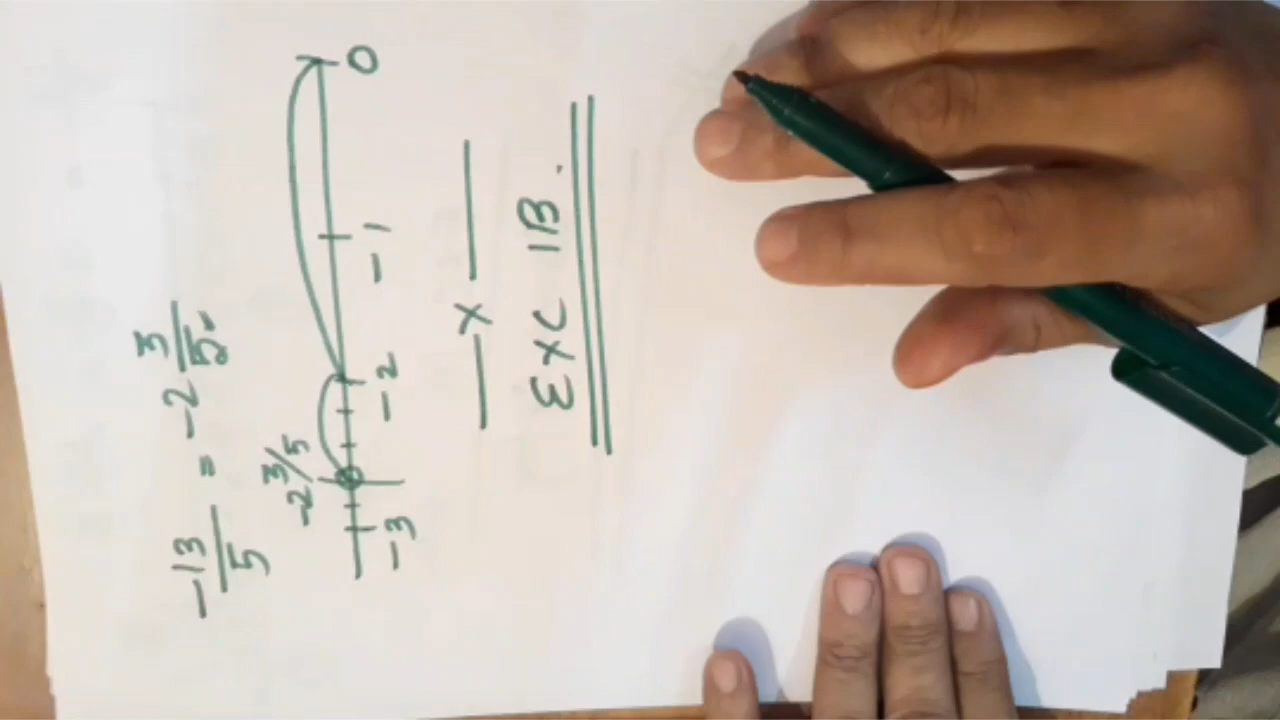 -13/5 = -2 3/5
-2 3/5
-3 -2 -1 0
— x —
Exc 1B.